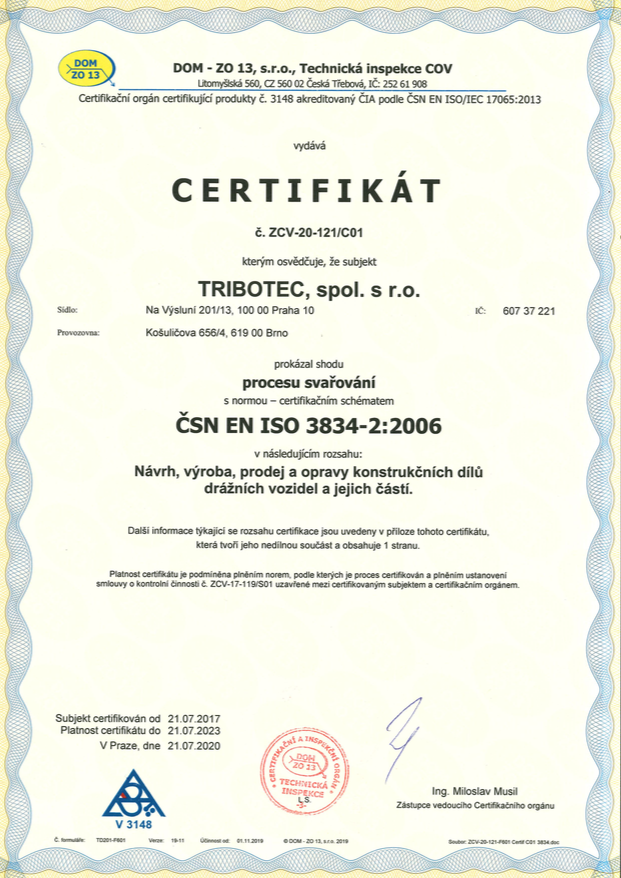 DOM
ZO 13
DOM - ZO 13, s.r.o., Technická inspekce COV
Litomyšlská 560, CZ 560 02 Česká Třebová, IČ: 252 61 908
Certifikační orgán certifikující produkty č. 3148 akreditovaný ČIA podle ČSN EN ISO/IEC 17065:2013
vydává
CERTIFIKÁT
č. ZCV-20-121/C01
kterým osvědčuje, že subjekt
TRIBOTEC, spol. s r.o.
Sídlo: Na Výsluní 201/13, 100 00 Praha 10 IČ: 607 37 221
Provozovna: Košuličova 656/4, 619 00 Brno
prokázal shodu
procesu svařování
s normou – certifikačním schématem
ČSN EN ISO 3834-2:2006
v následujícím rozsahu:
Návrh, výroba, prodej a opravy konstrukčních dílů
drážních vozidel a jejich částí.
Další informace týkající se rozsahu certifikace jsou uvedeny v příloze tohoto certifikátu,
která tvoří jeho nedílnou součást a obsahuje 1 stranu.
Platnost certifikátu je podmíněna plněním norem, podle kterých je proces certifikován a plněním ustanovení
smlouvy o kontrolní činnosti č. ZCV-17-119/S01 uzavřené mezi certifikovaným subjektem a certifikačním orgánem.
Subjekt certifikován od 21.07.2017
Platnost certifikátu do 21.07.2023
V Praze, dne 21.07.2020
CERTIFIKAČNÍ A INSPEKČNÍ ORGÁN
DOM
ZO 13
TECHNICKÁ
INSPEKCE
L.S.
-3-
Ing. Miloslav Musil
Zástupce vedoucího Certifikačního orgánu
V 3148
Č. formuláře: TD201-F801 Verze: 19-11 Účinnost od: 01.11.2019 © DOM - ZO 13, s.r.o. 2019 Soubor: ZCV-20-121-F801 Certif C01 3834.doc